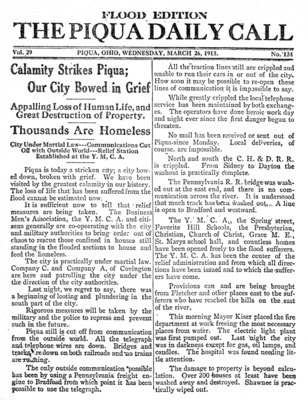 FLOOD EDITION
THE PIQUA DAILY CALL
Vol. 29
PIQUA, OHIO, WEDNESDAY, MARCH 26, 1913.
No. 136
Calamity Strikes Piqua;
Our City Bowed in Grief
Appalling Loss of Human Life, and
Great Destruction of Property.
Thousands Are Homeless
City Under Martial Law—Communications Cut
Off with Outside World—Relief Station
Established at the Y. M. C. A.
Piqua is today a stricken city; a city bow-
ed down, broken with grief. We have been
visited by the greatest calamity in our history.
The loss of life that has been suffered from the
flood cannot be estimated now.
It is sufficient now to tell that relief
measures are being taken. The Business
Men's Association, the Y. M. C. A. and citi-
zens generally are co-operating with the city
and military authorities to bring order out of
chaos to rescue those confined in houses still
standing in the flooded sections to house and
feed the homeless.
The city is practically under martial law.
Company C. and Company A, of Covington
are here and patrolling the city under the
the direction of the city authorities.
Last night, we regret to say, there was
a beginning of looting and plundering in the
south part of the city.
Rigorous measures will be taken by the
military and the police to repress and prevent
such in the future.
Piqua still is cut off from communication
from the outside world. All the telegraph
and telephone wires are down. Bridges and
tracks are down on both railroads and no trains
are running.
The only outside communication possible
has been by using a Pennsylvania freight en-
gine to Bradford from which point it has been
possible to use the telegraph.
All the traction lines still are crippled and
unable to run their cars in or out of the city.
How soon it may be possible to re-open these
lines of communication it is impossible to say.
While greatly crippled the local telephone
service has been maintained by both exchang-
es. The operators have done heroic work day
and night ever since the first danger began to
threaten.
No mail has been received or sent out of
Piqua since Monday. Local deliveries, of
course, are impossible.
North and south the C. H. & D. R. R.
is crippled. From Sidney to Dayton the
washout is practically complete.
The Pennsylvania R. R. bridge was wash-
ed out at the east end, and there is no com-
munication across the river. It is understood
that much track has been washed out. A line
is open to Bradford and westward.
The Y. M. C. A., the Spring street,
Favorite Hill Schools, the Presbyterian,
Christian, Church of Christ, Grace M. E.,
St. Marys school hall, and countless homes
have been opened freely to the flood sufferers.
The Y. M. C. A. has been the center of the
relief administration and from which all direc-
tions have been issued and to which the suffer-
ers have come.
Provisions can and are being brought
from Fletcher and other places east to the suf-
ferers who have reached the hills on the east
of the river,
This morning Mayor Kiser placed the fire
department at work freeing the most necessary
places from water. The electric light plant
was first pumped out. Last night the city
was in darkness except for gas, oil lamps, and
candles. The hospital was found needing lit-
tle attention.
The damage to property is beyond calcu-
lation. Over 200 houses at least have been
washed away and destroyed. Shawnee is prac-
tically wiped out.